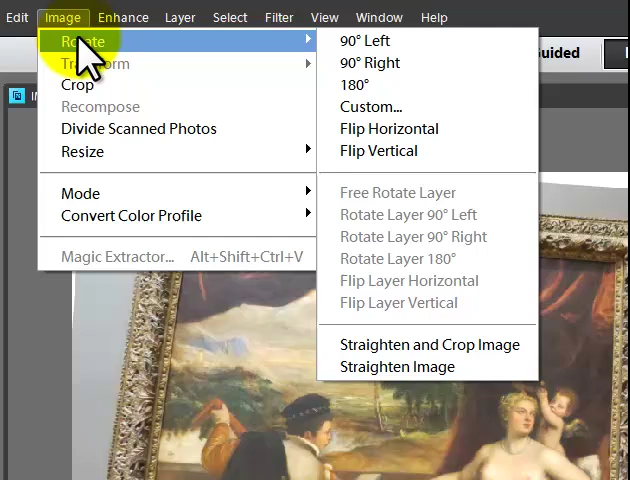 Edit Image Enhance Layer Select Filter View Window Help
Rotate
Transform
Crop
Recompose
Divide Scanned Photos
Resize
Mode
Convert Color Profile
Magic Extractor... Alt+Shift+Ctrl+V
90° Left
90° Right
180°
Custom...
Flip Horizontal
Flip Vertical
Free Rotate Layer
Rotate Layer 90° Left
Rotate Layer 90° Right
Rotate Layer 180°
Flip Layer Horizontal
Flip Layer Vertical
Straighten and Crop Image
Straighten Image